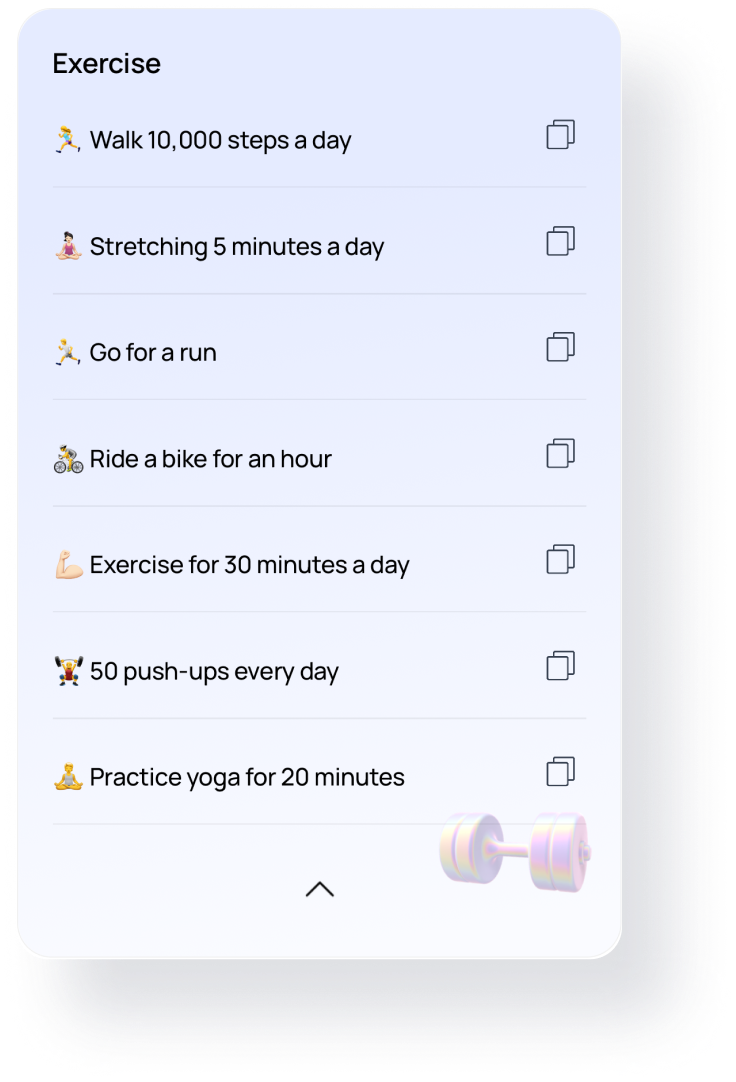 Exercise
🏃‍♀️ Walk 10,000 steps a day
🧘🏻‍♀️ Stretching 5 minutes a day
🏃 Go for a run
🚴 Ride a bike for an hour
💪🏻 Exercise for 30 minutes a day
🏋️ 50 push-ups every day
🧘 Practice yoga for 20 minutes